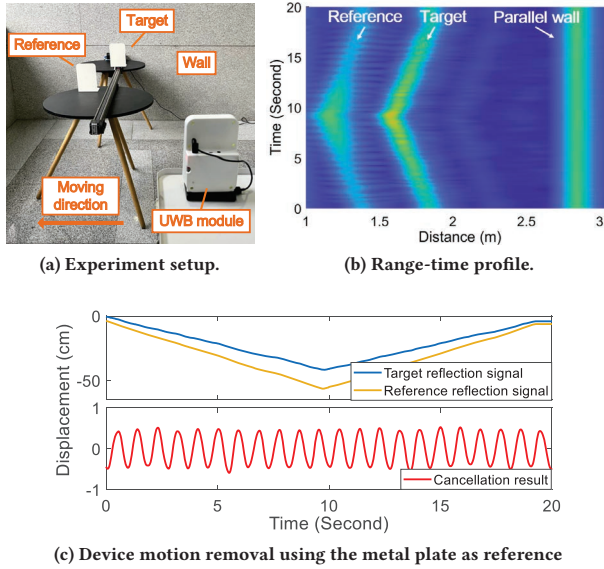 Target
Reference
Wall
Moving
direction
UWB module
(a) Experiment setup.
20
15
10
5
0
Time (Second)
Reference Target Parallel wall
1 1.5 2 2.5 3
Distance (m)
(b) Range-time profile.
Displacement (cm)
0
-50
Target reflection signal
Reference reflection signal
1
0
-1
Cancellation result
0 5 10 15 20
Time (Second)
(c) Device motion removal using the metal plate as reference